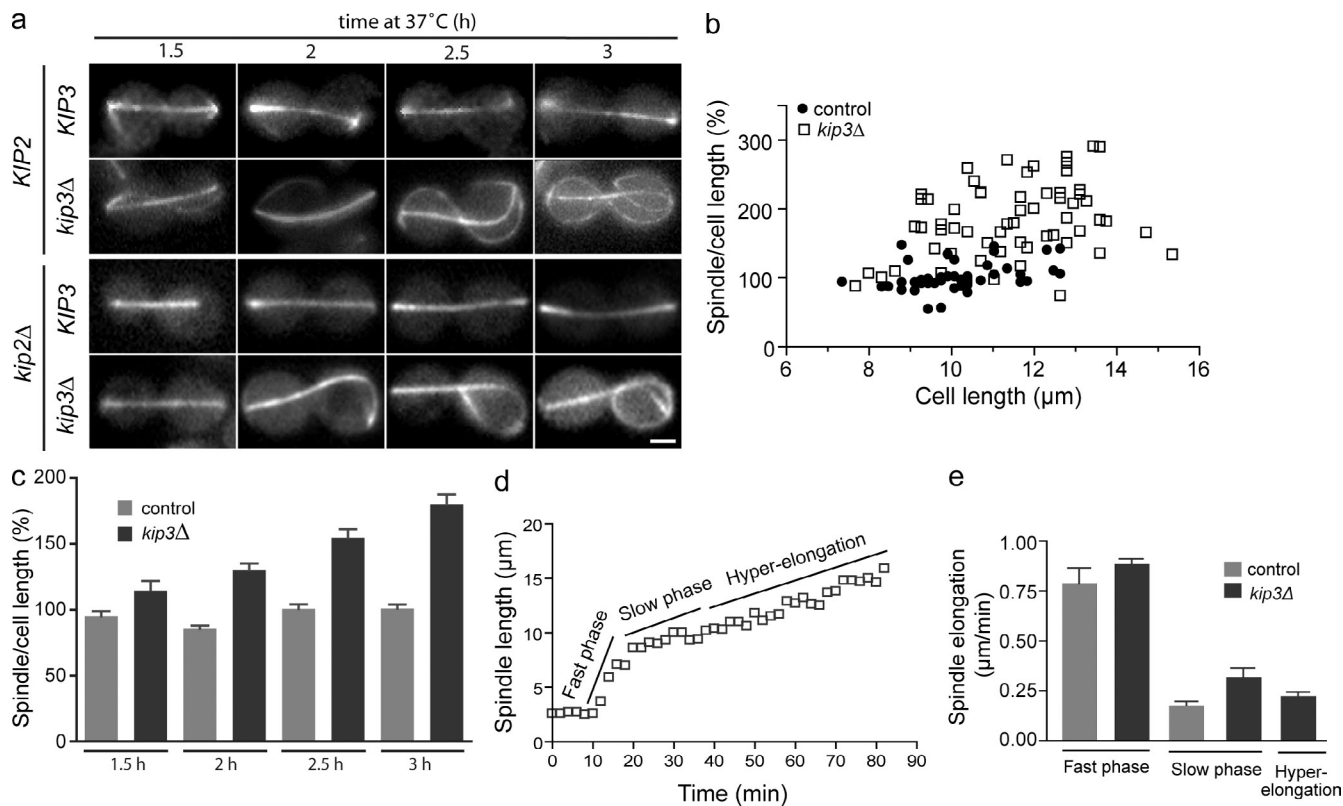 a
time at 37˚C (h)
1.5 2 2.5 3
KIP2
KIP3
kip3Δ
kip2Δ
KIP3
kip3Δ
b
control
kip3Δ
Spindle/cell length (%)
300
200
100
0
6 8 10 12 14 16
Cell length (μm)
c
control
kip3Δ
Spindle/cell length (%)
200
150
100
50
0
1.5 h 2 h 2.5 h 3 h
d
Spindle length (μm)
20
15
10
5
0
Fast phase
Slow phase
Hyper-elongation
0 10 20 30 40 50 60 70 80 90
Time (min)
e
control
kip3Δ
Spindle elongation
(μm/min)
1.00
0.75
0.25
0.00
Fast phase Slow phase Hyper-
elongation